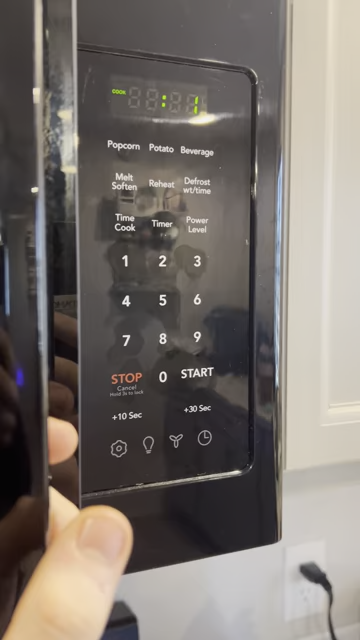 COOK
: 1
Popcorn Potato Beverage
Melt Soften Reheat Defrost wt/time
Time Cook Timer Power Level
1 2 3
4 5 6
7 8 9
STOP 0 START
Cancel
Hold 3s to lock
+10 Sec +30 Sec